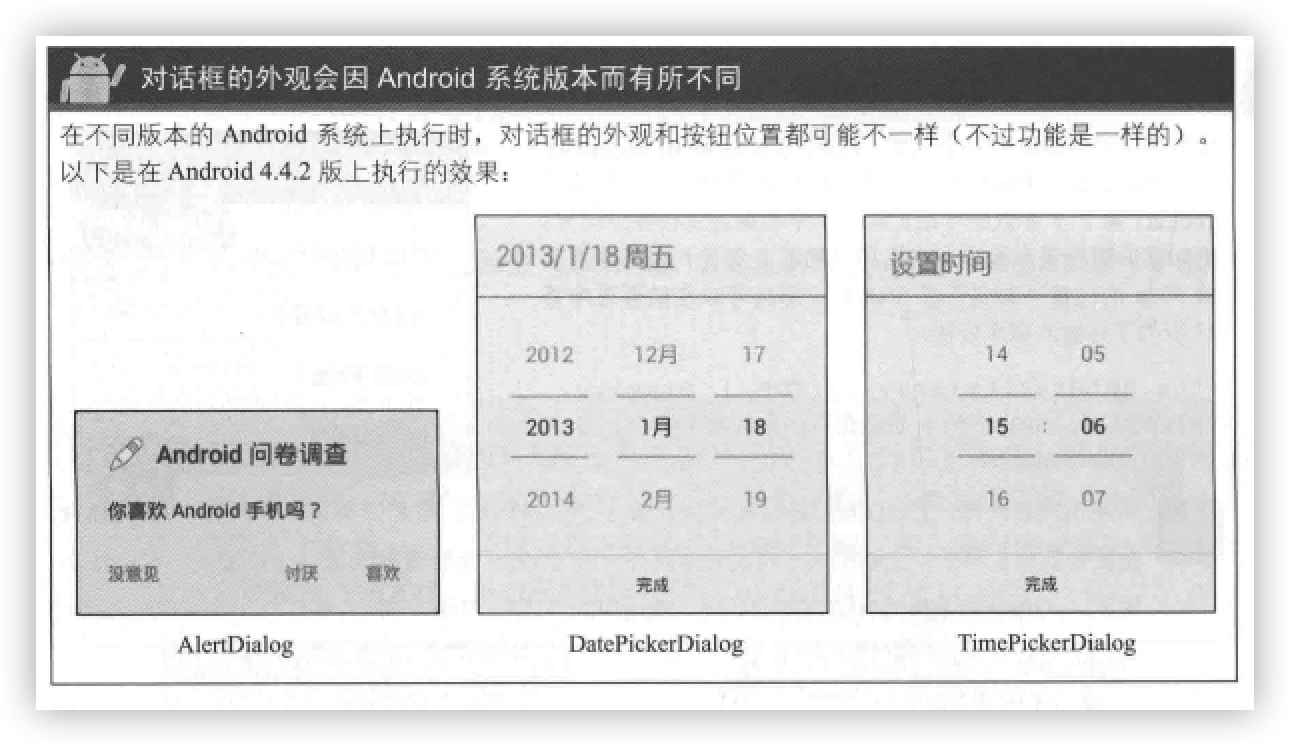 对话框的外观会因 Android 系统版本而有所不同
在不同版本的 Android 系统上执行时，对话框的外观和按钮位置都可能不一样（不过功能是一样的）。
以下是在 Android 4.4.2 版上执行的效果：
Android 问卷调查
你喜欢 Android 手机吗？
没意见 讨厌 喜欢
AlertDialog
2013/1/18 周五
2012 12月 17
2013 1月 18
2014 2月 19
完成
DatePickerDialog
设置时间
14 05
15 : 06
16 07
完成
TimePickerDialog